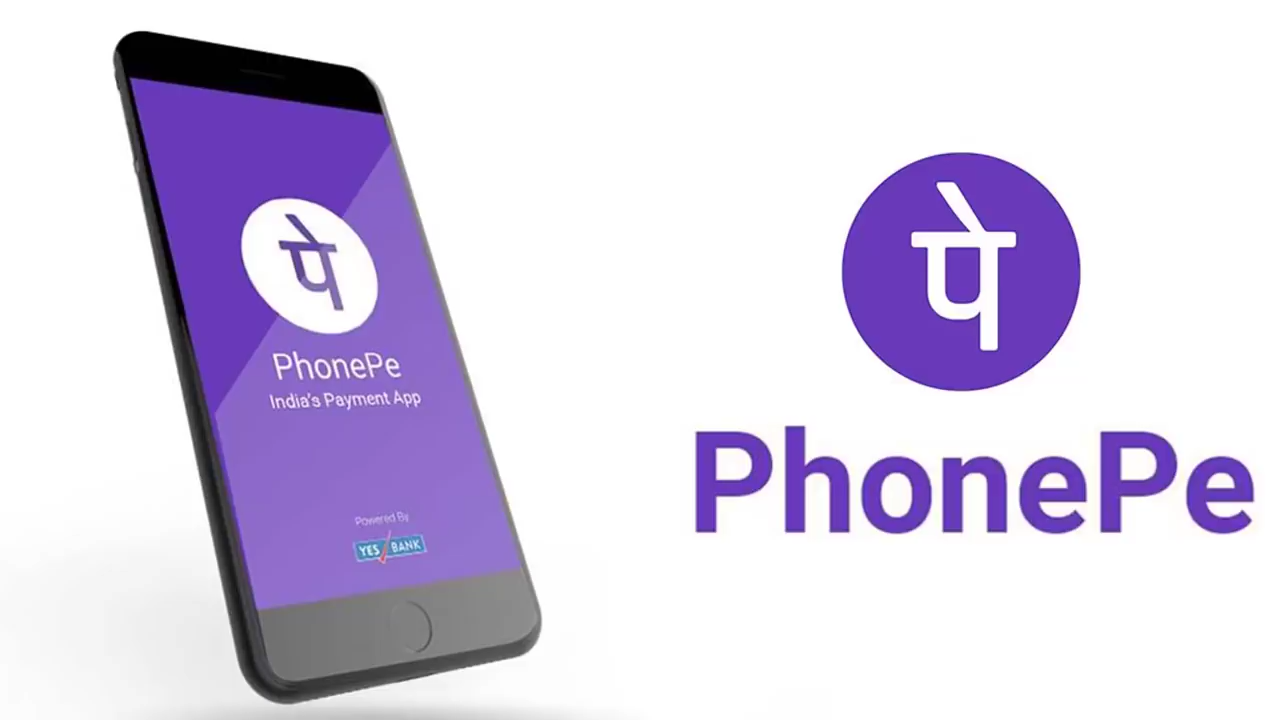 पे
PhonePe
India's Payment App
Powered By
YES BANK
पे
PhonePe